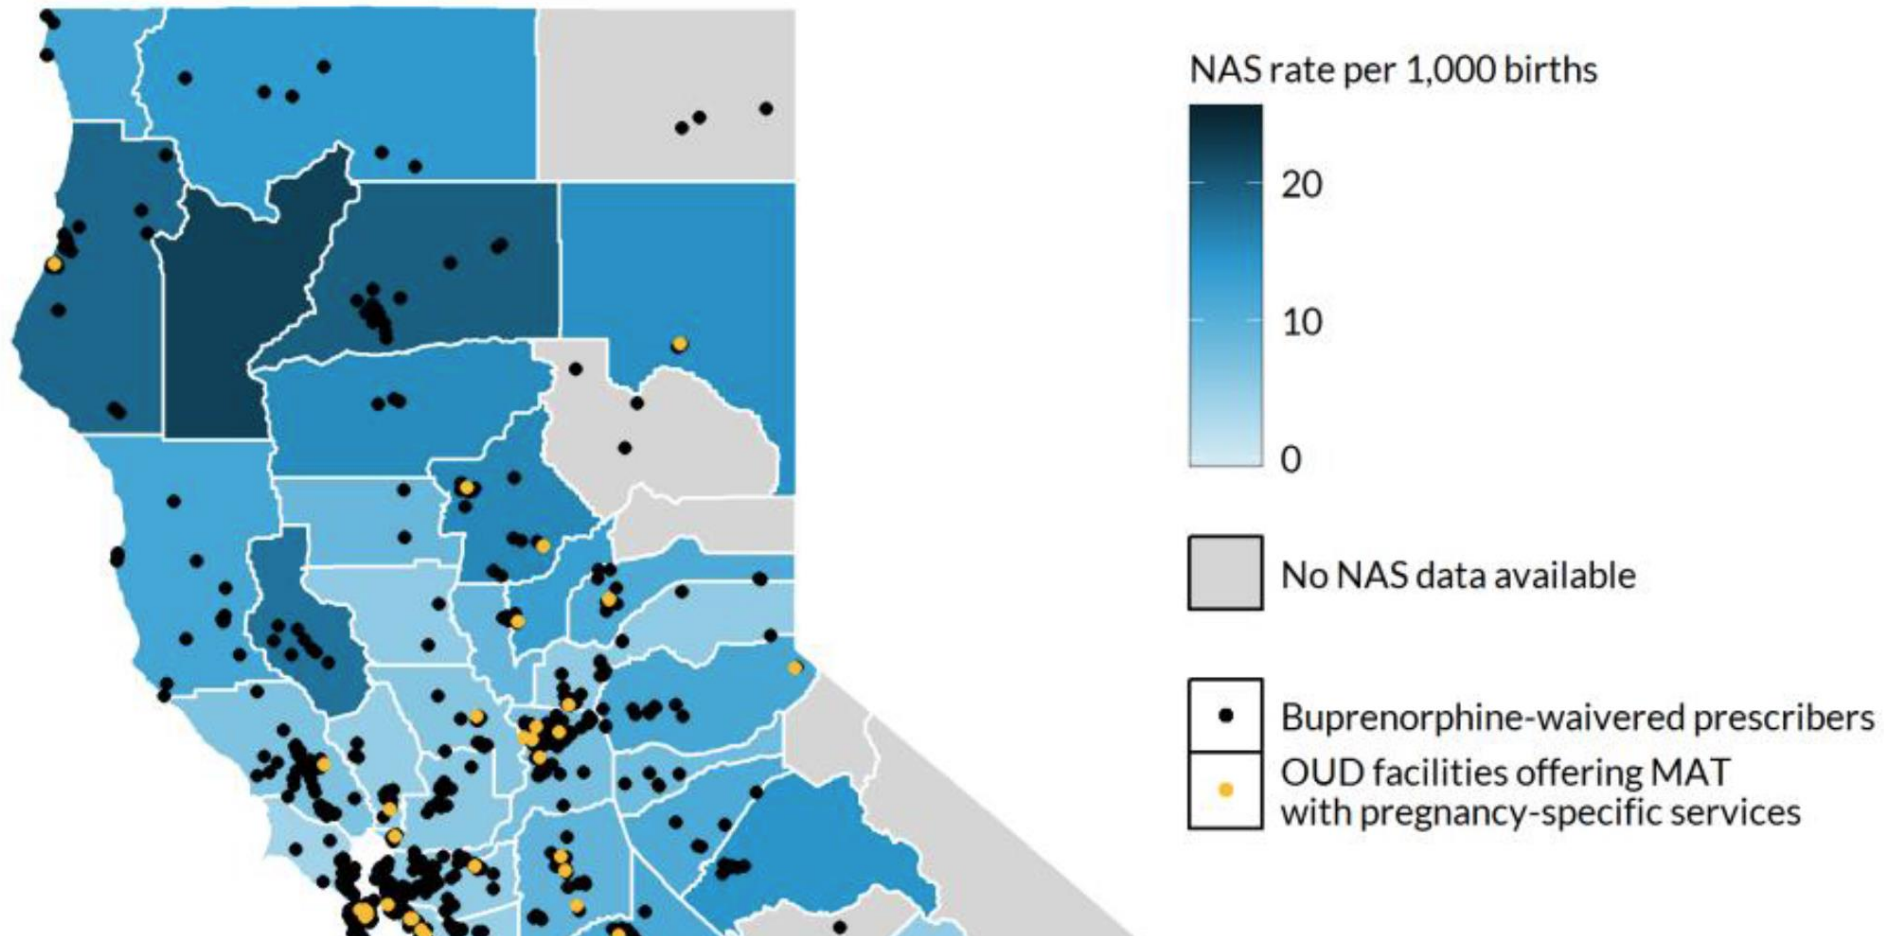 NAS rate per 1,000 births
20
10
0
No NAS data available
Buprenorphine-waivered prescribers
OUD facilities offering MAT
with pregnancy-specific services